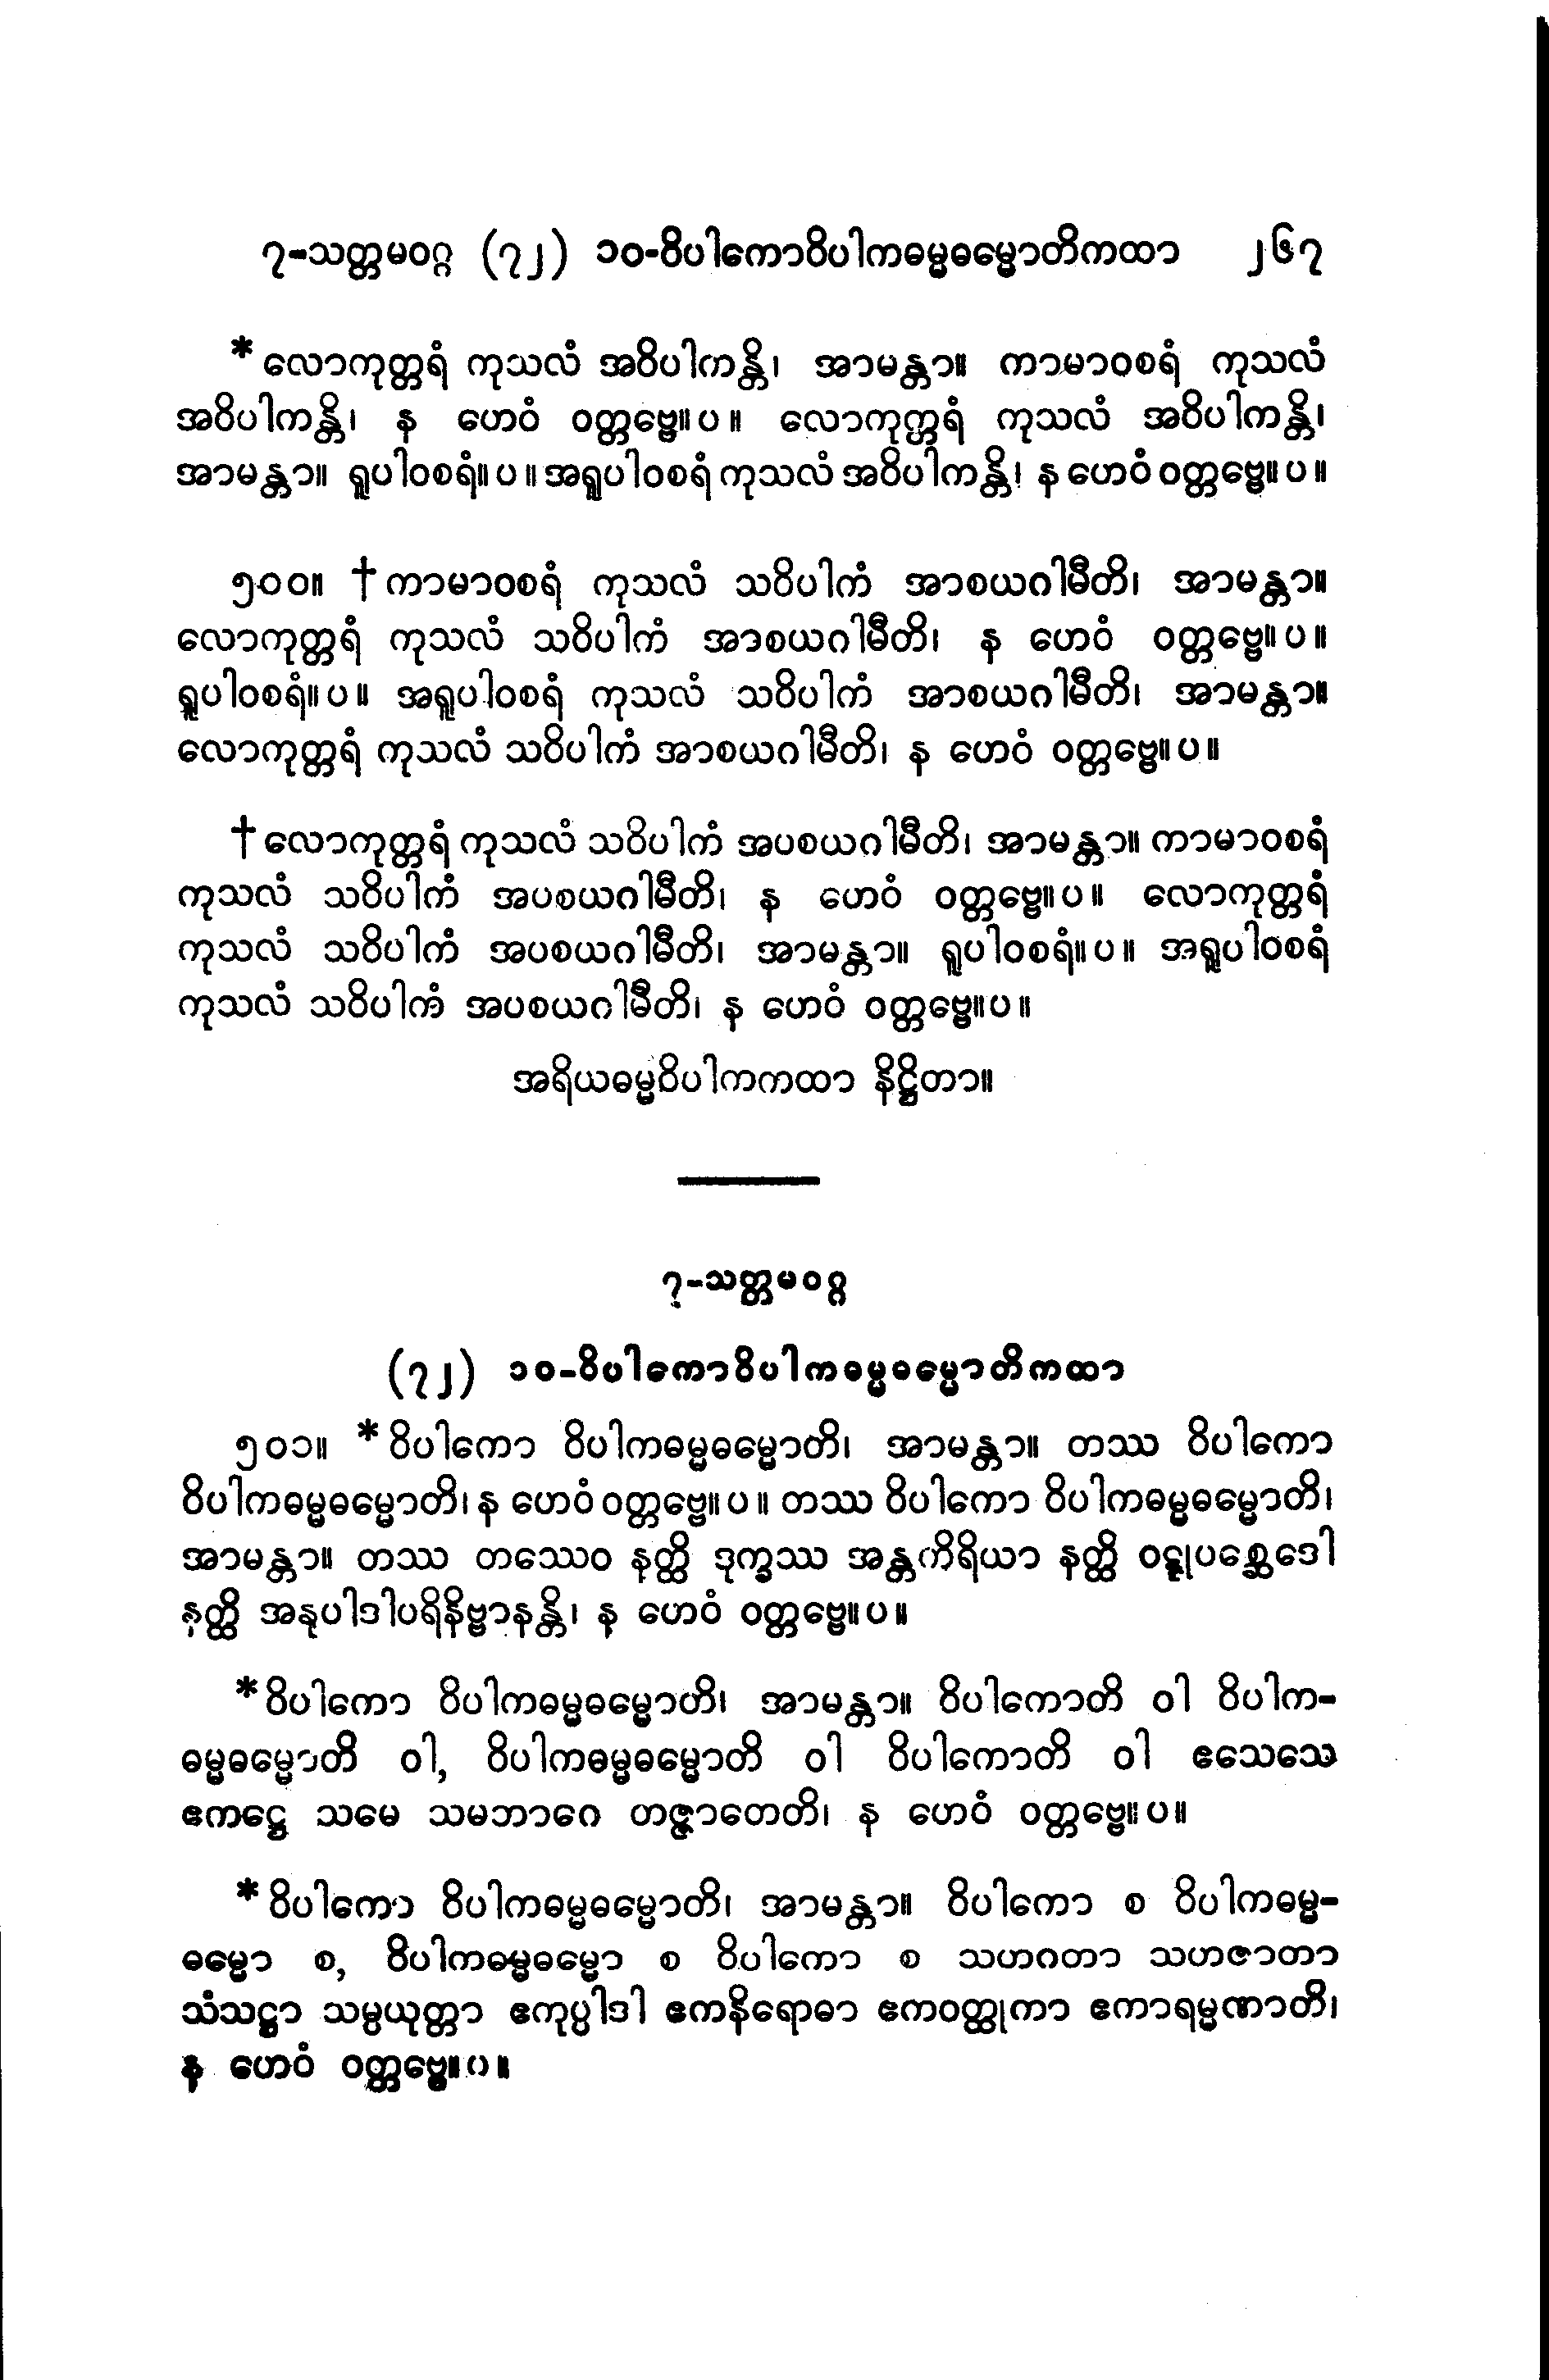 ၇-သတ္တမဝဂ္ဂ (၇၂) ၁၀-ဝိပါကောဝိပါကဓမ္မဓမ္မောတိကထာ ၂၆၇
* လောကုတ္တရံ ကုသလံ အဝိပါကန္တိ၊ အာမန္တာ။ ကာမာဝစရံ ကုသလံ
အဝိပါကန္တိ၊ န ဟေဝံ ဝတ္တဗ္ဗေ။ပ။ လောကုတ္တရံ ကုသလံ အဝိပါကန္တိ၊
အာမန္တာ။ ရူပါဝစရံ။ပ။ အရူပါဝစရံ ကုသလံ အဝိပါကန္တိ၊ န ဟေဝံ ဝတ္တဗ္ဗေ။ပ။
၅၀၀။ † ကာမာဝစရံ ကုသလံ သဝိပါကံ အာစယဂါမီတိ၊ အာမန္တာ။
လောကုတ္တရံ ကုသလံ သဝိပါကံ အာစယဂါမီတိ၊ န ဟေဝံ ဝတ္တဗ္ဗေ။ပ။
ရူပါဝစရံ။ပ။ အရူပါဝစရံ ကုသလံ သဝိပါကံ အာစယဂါမီတိ၊ အာမန္တာ။
လောကုတ္တရံ ကုသလံ သဝိပါကံ အာစယဂါမီတိ၊ န ဟေဝံ ဝတ္တဗ္ဗေ။ပ။
† လောကုတ္တရံ ကုသလံ သဝိပါကံ အပစယဂါမီတိ၊ အာမန္တာ။ ကာမာဝစရံ
ကုသလံ သဝိပါကံ အပစယဂါမီတိ၊ န ဟေဝံ ဝတ္တဗ္ဗေ။ပ။ လောကုတ္တရံ
ကုသလံ သဝိပါကံ အပစယဂါမီတိ၊ အာမန္တာ။ ရူပါဝစရံ။ပ။ အရူပါဝစရံ
ကုသလံ သဝိပါကံ အပစယဂါမီတိ၊ န ဟေဝံ ဝတ္တဗ္ဗေ။ပ။
အရိယဓမ္မဝိပါကကထာ နိဋ္ဌိတာ။
၇-သတ္တမဝဂ္ဂ
(၇၂) ၁၀-ဝိပါကောဝိပါကဓမ္မဓမ္မောတိကထာ
၅၀၁။ * ဝိပါကော ဝိပါကဓမ္မဓမ္မောတိ၊ အာမန္တာ။ တဿ ဝိပါကော
ဝိပါကဓမ္မဓမ္မောတိ၊ န ဟေဝံ ဝတ္တဗ္ဗေ။ပ။ တဿ ဝိပါကော ဝိပါကဓမ္မဓမ္မောတိ၊
အာမန္တာ။ တဿ တဿေဝ နတ္ထိ ဒုက္ခဿ အန္တကိရိယာ နတ္ထိ ဝဋ္ဋုပစ္ဆေဒေါ
နတ္ထိ အနုပါဒါပရိနိဗ္ဗာနန္တိ၊ န ဟေဝံ ဝတ္တဗ္ဗေ။ပ။
* ဝိပါကော ဝိပါကဓမ္မဓမ္မောတိ၊ အာမန္တာ။ ဝိပါကောတိ ဝါ ဝိပါက-
ဓမ္မဓမ္မောတိ ဝါ, ဝိပါကဓမ္မဓမ္မောတိ ဝါ ဝိပါကောတိ ဝါ ဧသေသေ
ဧကဋ္ဌေ သမေ သမဘာဂေ တဇ္ဇာတေတိ၊ န ဟေဝံ ဝတ္တဗ္ဗေ။ပ။
* ဝိပါကော ဝိပါကဓမ္မဓမ္မောတိ၊ အာမန္တာ။ ဝိပါကော စ ဝိပါကဓမ္မ-
ဓမ္မော စ, ဝိပါကဓမ္မဓမ္မော စ ဝိပါကော စ သဟဂတာ သဟဇာတာ
သံသဋ္ဌာ သမ္ပယုတ္တာ ဧကုပ္ပါဒါ ဧကနိရောဓာ ဧကဝတ္ထုကာ ဧကာရမ္မဏာတိ၊
န ဟေဝံ ဝတ္တဗ္ဗေ။ပ။